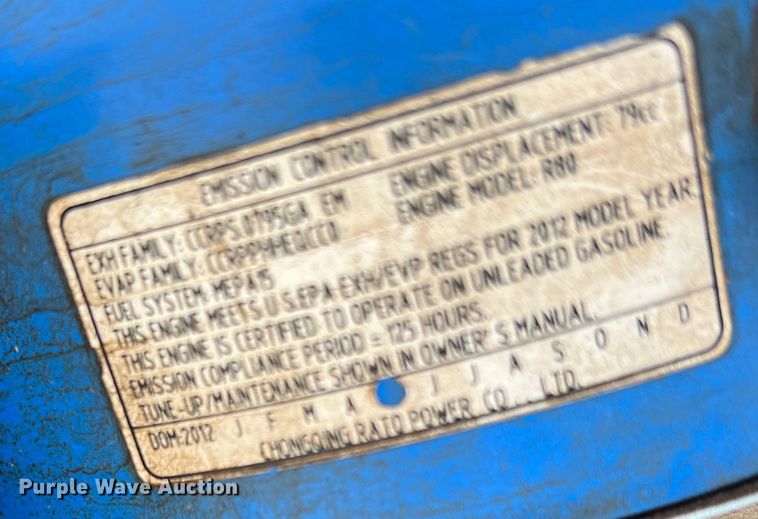 EMISSION CONTROL INFORMATION
EXH FAMILY: CCRPS.0795GA EM ENGINE DISPLACEMENT: 79cc
EVAP FAMILY: ENGINE MODEL: R80
FUEL SYSTEM: MEPA15
THIS ENGINE MEETS U.S.EPA EXH/EVP REGS FOR 2012 MODEL YEAR.
THIS ENGINE IS CERTIFIED TO OPERATE ON UNLEADED GASOLINE.
EMISSION COMPLIANCE PERIOD = 125 HOURS.
TUNE-UP/MAINTENANCE SHOWN IN OWNER'S MANUAL.
DOM:2012 J F M A J J A S O N D
CHONGQING RATO POWER CO., LTD.
Purple Wave Auction